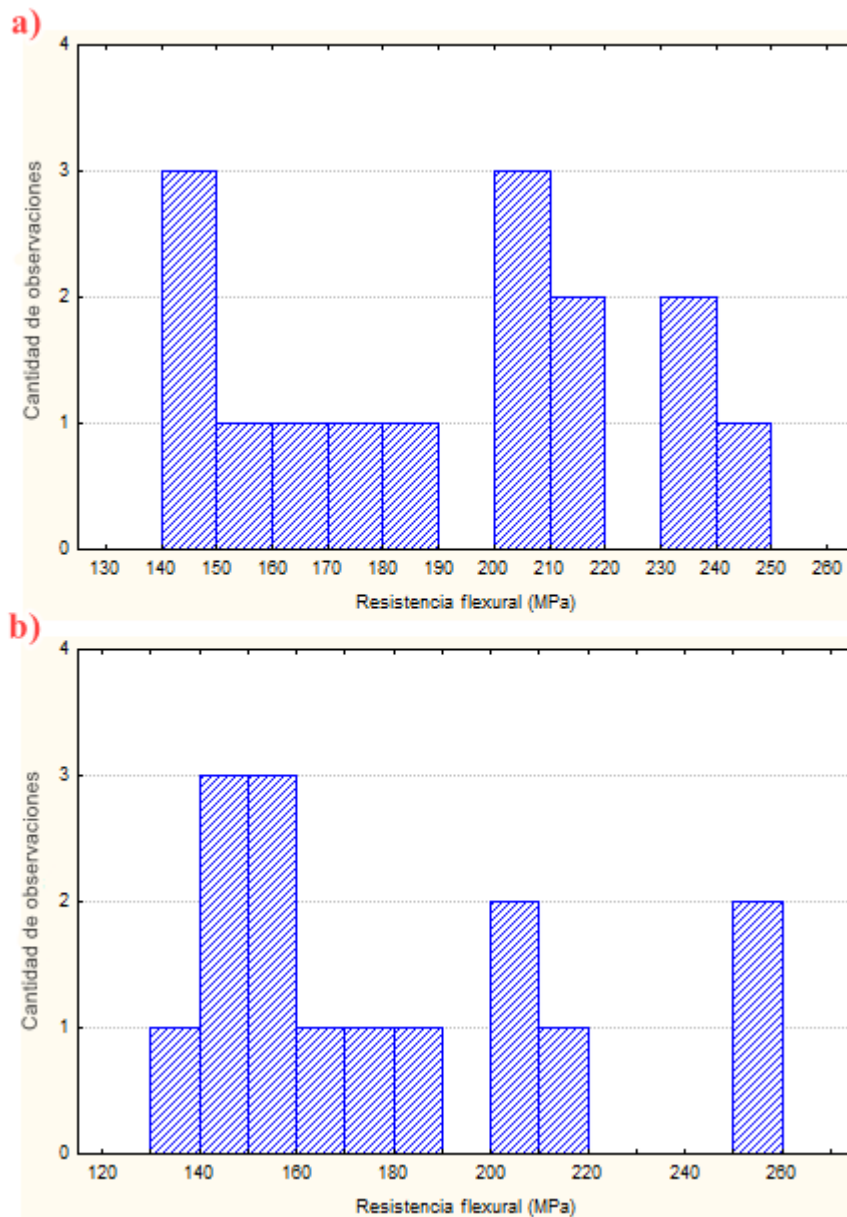 a)
4
3
2
1
0
Cantidad de observaciones
130 140 150 160 170 180 190 200 210 220 230 240 250 260
Resistencia flexural (MPa)
b)
4
3
2
1
0
Cantidad de observaciones
120 140 160 180 200 220 240 260
Resistencia flexural (MPa)